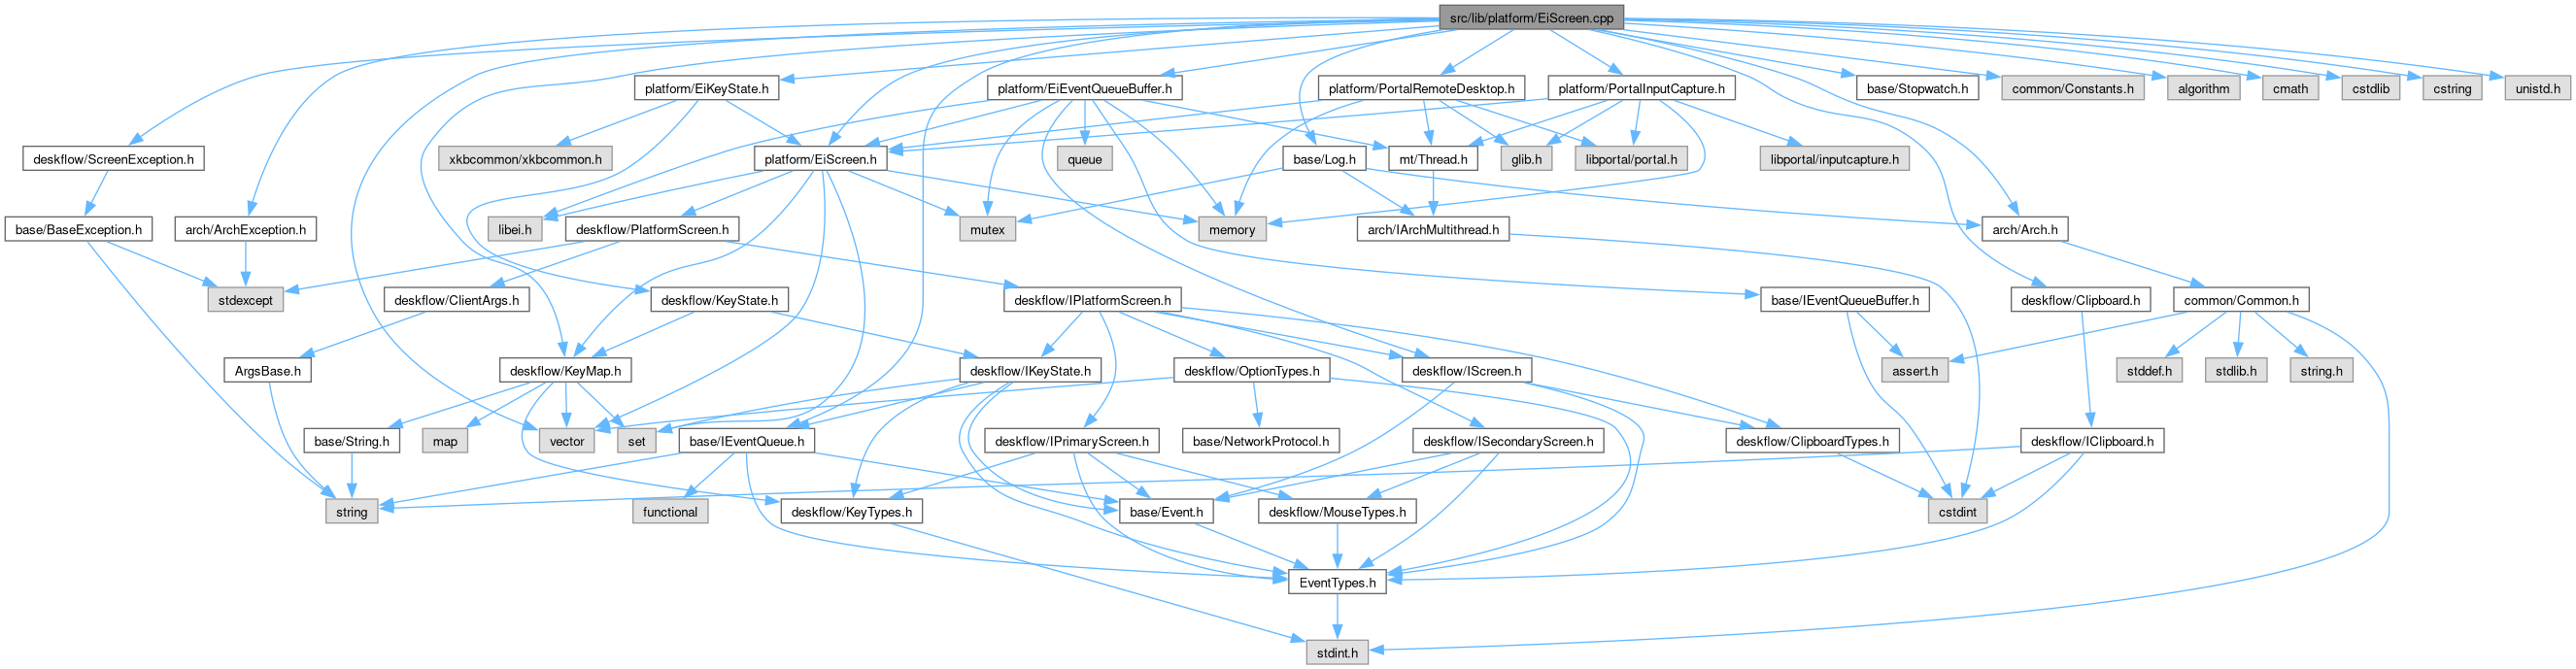 src/lib/platform/EiScreen.cpp
platform/EiKeyState.h
platform/EiEventQueueBuffer.h
platform/PortalRemoteDesktop.h
platform/PortalInputCapture.h
base/Stopwatch.h
common/Constants.h
algorithm
cmath
cstdlib
cstring
unistd.h
deskflow/ScreenException.h
xkbcommon/xkbcommon.h
platform/EiScreen.h
queue
base/Log.h
mt/Thread.h
glib.h
libportal/portal.h
libportal/inputcapture.h
base/BaseException.h
arch/ArchException.h
libei.h
deskflow/PlatformScreen.h
mutex
memory
arch/IArchMultithread.h
arch/Arch.h
stdexcept
deskflow/ClientArgs.h
deskflow/KeyState.h
deskflow/IPlatformScreen.h
base/IEventQueueBuffer.h
deskflow/Clipboard.h
common/Common.h
ArgsBase.h
deskflow/KeyMap.h
deskflow/IKeyState.h
deskflow/OptionTypes.h
deskflow/IScreen.h
assert.h
stddef.h
stdlib.h
string.h
base/String.h
map
vector
set
base/IEventQueue.h
deskflow/IPrimaryScreen.h
base/NetworkProtocol.h
deskflow/ISecondaryScreen.h
deskflow/ClipboardTypes.h
deskflow/IClipboard.h
string
functional
deskflow/KeyTypes.h
base/Event.h
deskflow/MouseTypes.h
cstdint
EventTypes.h
stdint.h